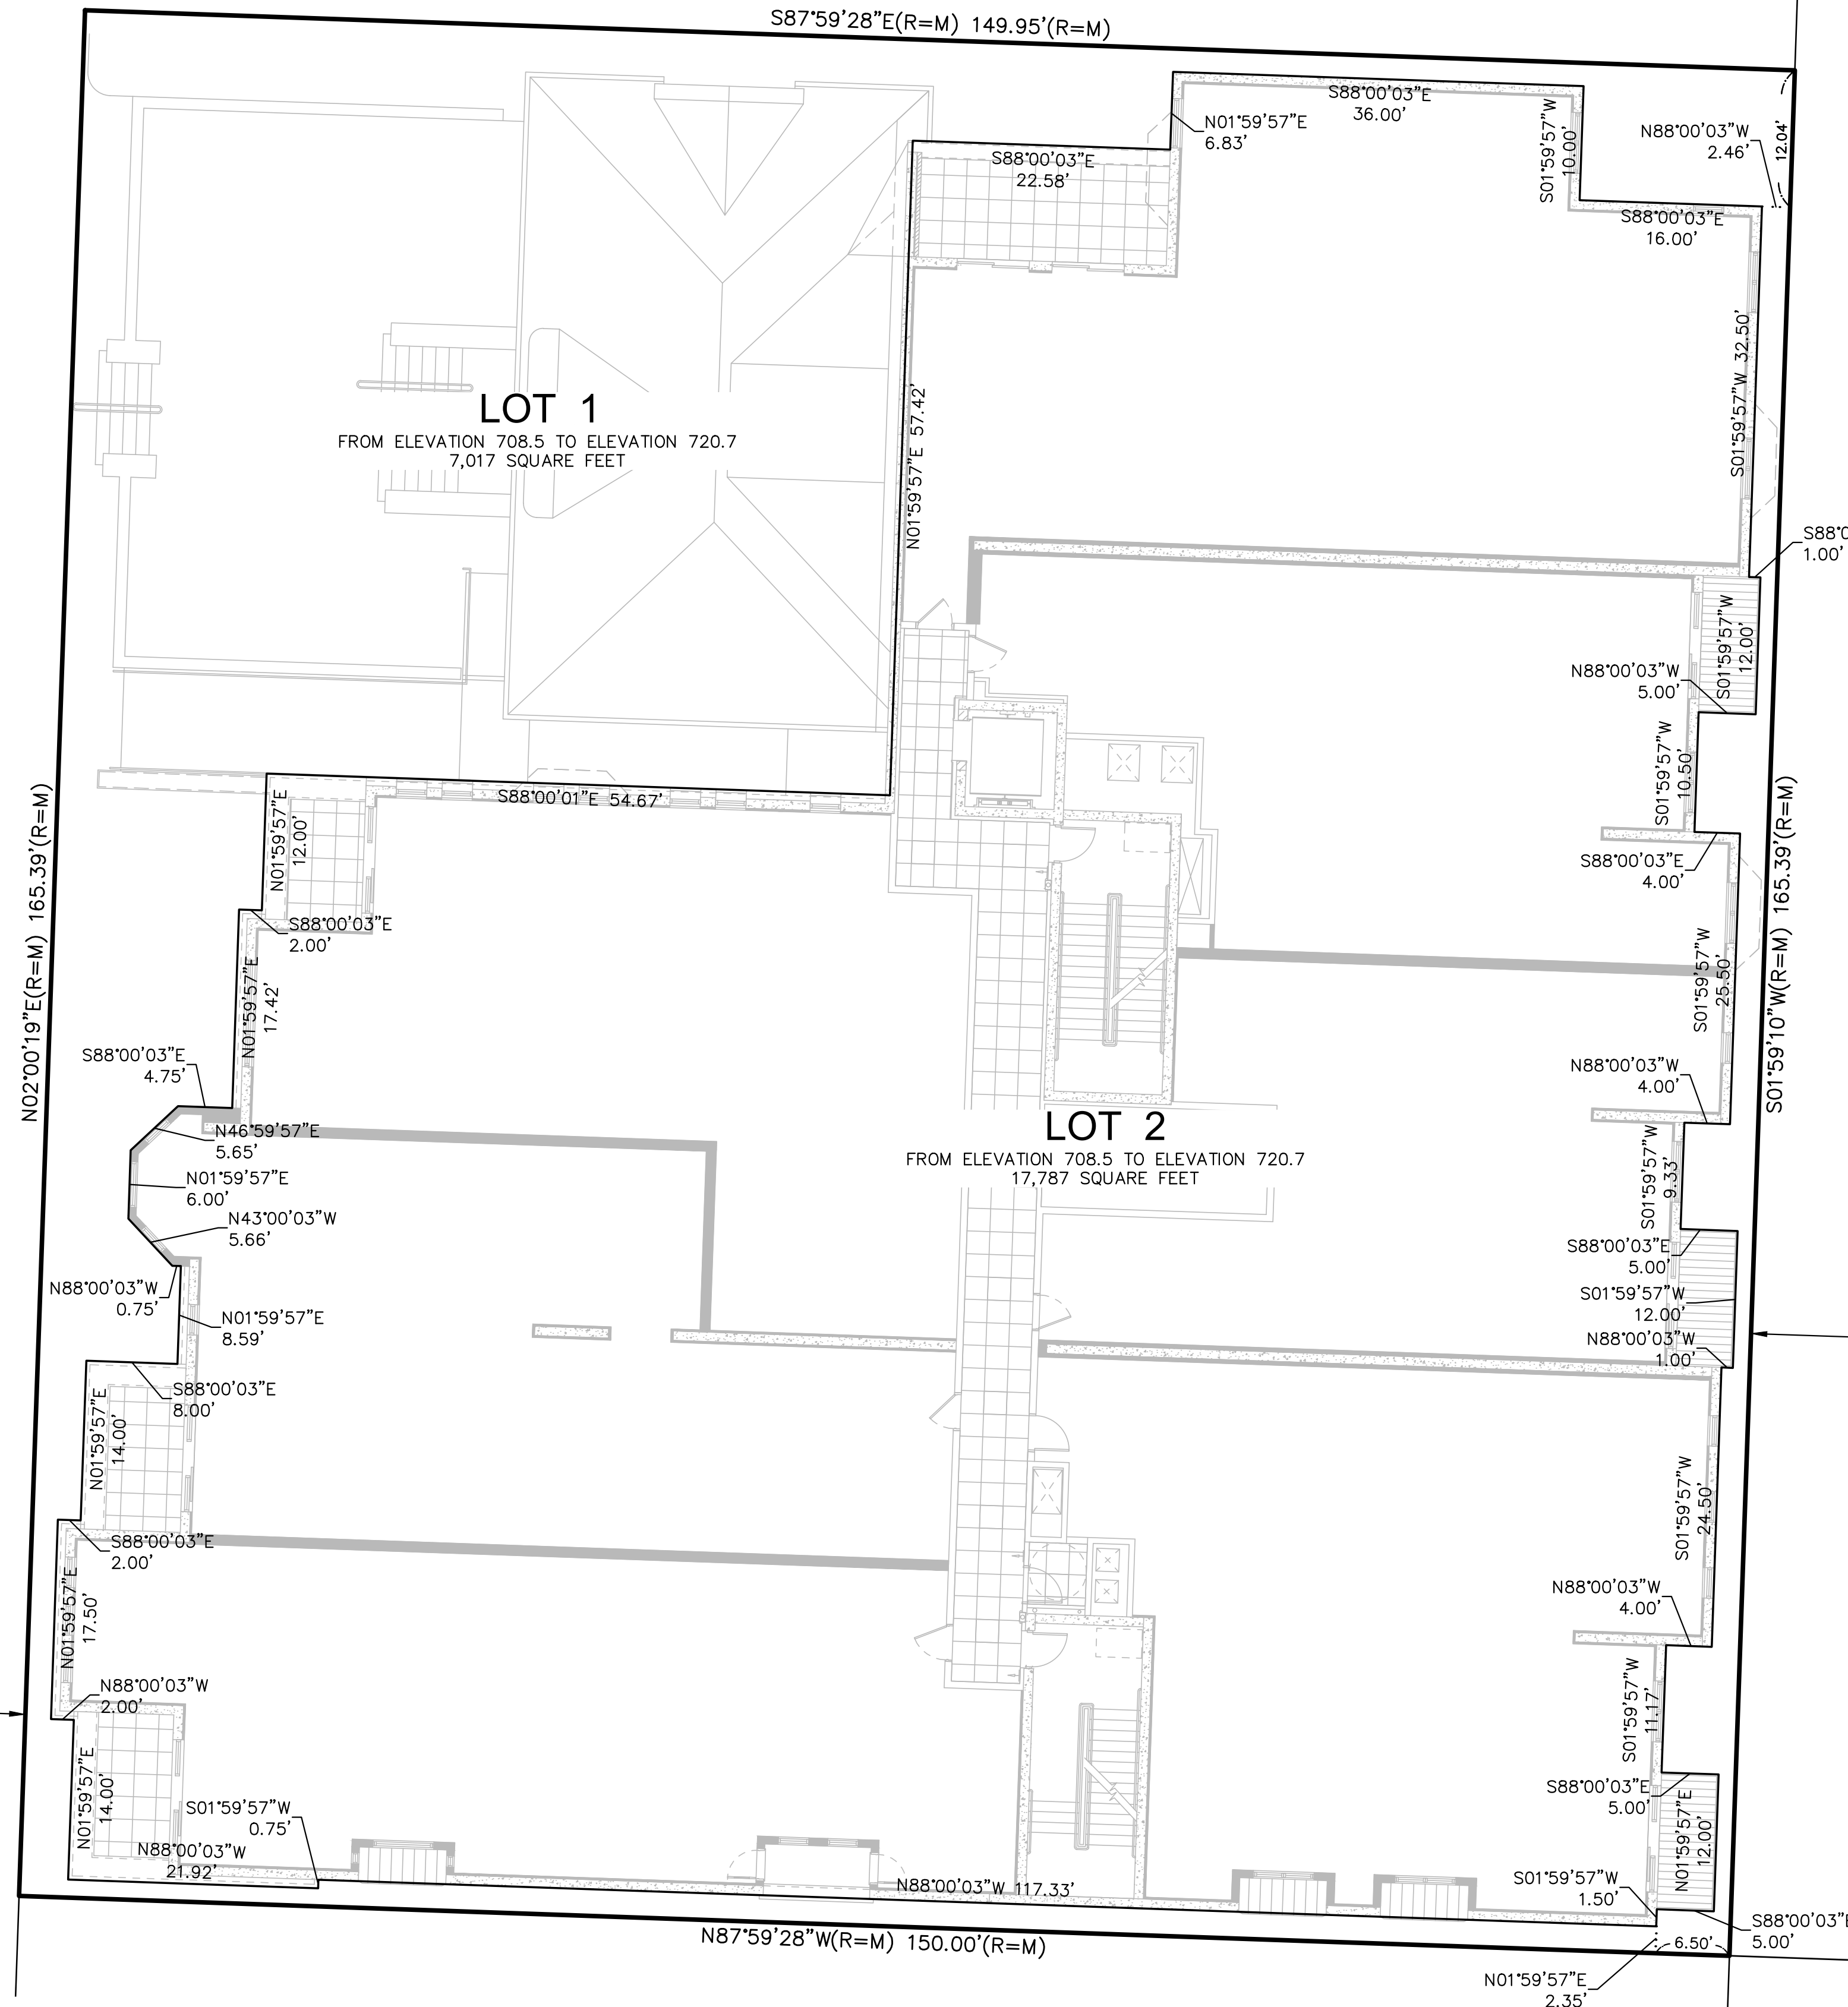 S87°59'28"E(R=M) 149.95'(R=M)
S88°00'03"E
36.00'
N01°59'57"E
6.83'
S01°59'57"W
10.00'
N88°00'03"W
2.46'
12.04'
S88°00'03"E
22.58'
S88°00'03"E
16.00'
S01°59'57"W 32.50'
LOT 1
FROM ELEVATION 708.5 TO ELEVATION 720.7
7,017 SQUARE FEET
N01°59'57"E 57.42'
1.00'
S01°59'57"W
12.00'
N88°00'03"W
5.00'
S01°59'57"W
10.50'
S88°00'01"E 54.67'
N01°59'57"E
12.00'
N02°00'19"E(R=M) 165.39'(R=M)
S01°59'10"W(R=M) 165.39'(R=M)
S88°00'03"E
4.00'
S88°00'03"E
2.00'
N01°59'57"E
17.42'
S01°59'57"W
25.50'
S88°00'03"E
4.75'
N88°00'03"W
4.00'
N46°59'57"E
5.65'
LOT 2
FROM ELEVATION 708.5 TO ELEVATION 720.7
17,787 SQUARE FEET
S01°59'57"W
9.33'
N01°59'57"E
6.00'
N43°00'03"W
5.66'
S88°00'03"E
5.00'
N88°00'03"W
0.75'
S01°59'57"W
12.00'
N01°59'57"E
8.59'
N88°00'03"W
1.00'
S88°00'03"E
8.00'
N01°59'57"E
14.00'
S01°59'57"W
24.50'
S88°00'03"E
2.00'
N01°59'57"E
17.50'
N88°00'03"W
4.00'
N88°00'03"W
2.00'
S01°59'57"W
11.17'
N01°59'57"E
14.00'
S88°00'03"E
5.00'
N01°59'57"E
12.00'
S01°59'57"W
0.75'
N88°00'03"W
21.92'
N88°00'03"W 117.33'
S01°59'57"W
1.50'
S88°00'03"E
5.00'
N87°59'28"W(R=M) 150.00'(R=M)
6.50'
N01°59'57"E
2.35'